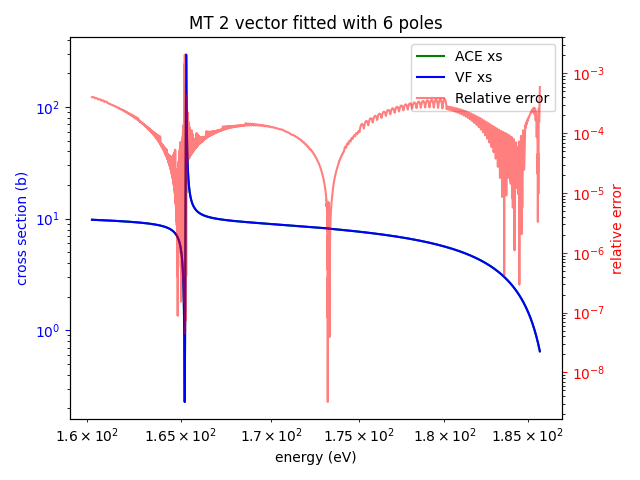 MT 2 vector fitted with 6 poles
ACE xs
VF xs
Relative error
cross section (b)
10²
10¹
10⁰
10⁻³
10⁻⁴
10⁻⁵
10⁻⁶
10⁻⁷
10⁻⁸
relative error
1.6 × 10² 1.65 × 10² 1.7 × 10² 1.75 × 10² 1.8 × 10² 1.85 × 10²
energy (eV)